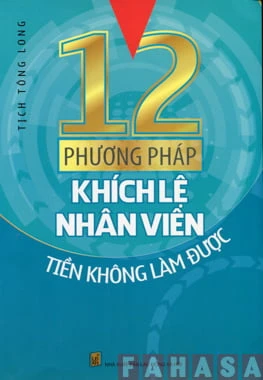 TỊCH TÔNG LONG
12
PHƯƠNG PHÁP
KHÍCH LỆ
NHÂN VIÊN
TIỀN KHÔNG LÀM ĐƯỢC
FAHASA